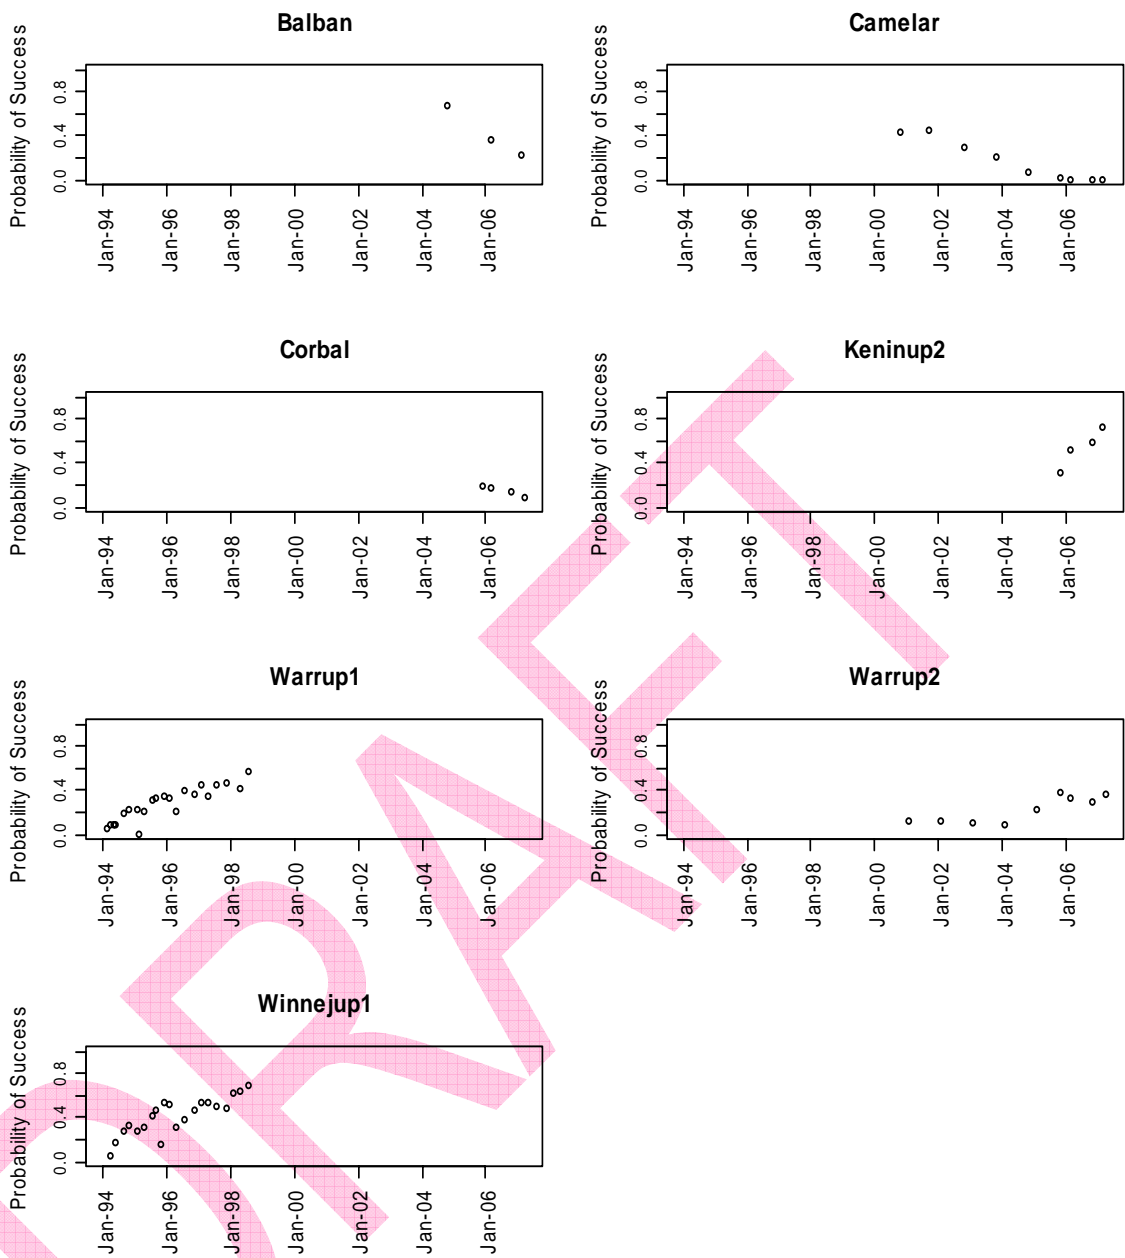 Balban
Probability of Success
0.0 0.4 0.8
Jan-94 Jan-96 Jan-98 Jan-00 Jan-02 Jan-04 Jan-06
Camelar
Probability of Success
0.0 0.4 0.8
Jan-94 Jan-96 Jan-98 Jan-00 Jan-02 Jan-04 Jan-06
Corbal
Probability of Success
0.0 0.4 0.8
Jan-94 Jan-96 Jan-98 Jan-00 Jan-02 Jan-04 Jan-06
Keninup2
Probability of Success
0.0 0.4 0.8
Jan-94 Jan-96 Jan-98 Jan-00 Jan-02 Jan-04 Jan-06
Warrup1
Probability of Success
0.0 0.4 0.8
Jan-94 Jan-96 Jan-98 Jan-00 Jan-02 Jan-04 Jan-06
Warrup2
Probability of Success
0.0 0.4 0.8
Jan-94 Jan-96 Jan-98 Jan-00 Jan-02 Jan-04 Jan-06
Winnejup1
Probability of Success
0.0 0.4 0.8
Jan-94 Jan-96 Jan-98 Jan-00 Jan-02 Jan-04 Jan-06
DRAFT